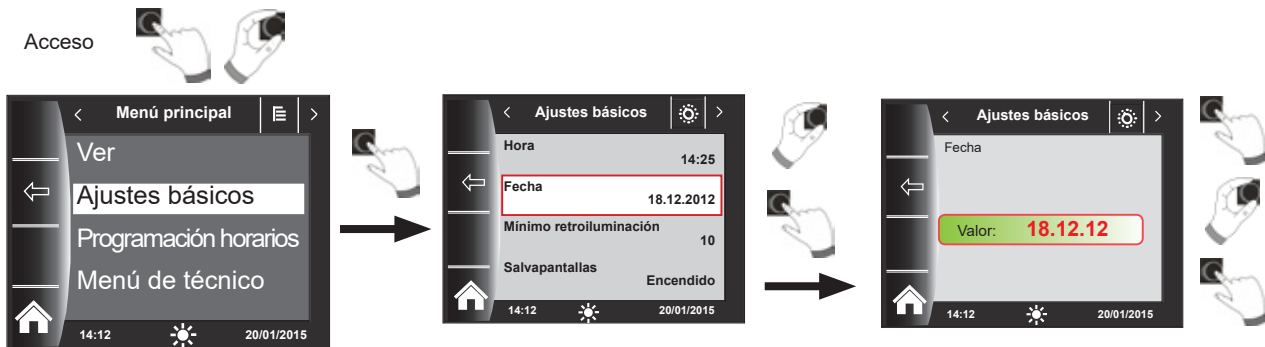 Acceso
Menú principal
Ver
Ajustes básicos
Programación horarios
Menú de técnico
14:12 20/01/2015
Ajustes básicos
Hora
14:25
Fecha
18.12.2012
Mínimo retroiluminación
10
Salvapantallas
Encendido
14:12 20/01/2015
Ajustes básicos
Fecha
Valor: 18.12.12
14:12 20/01/2015